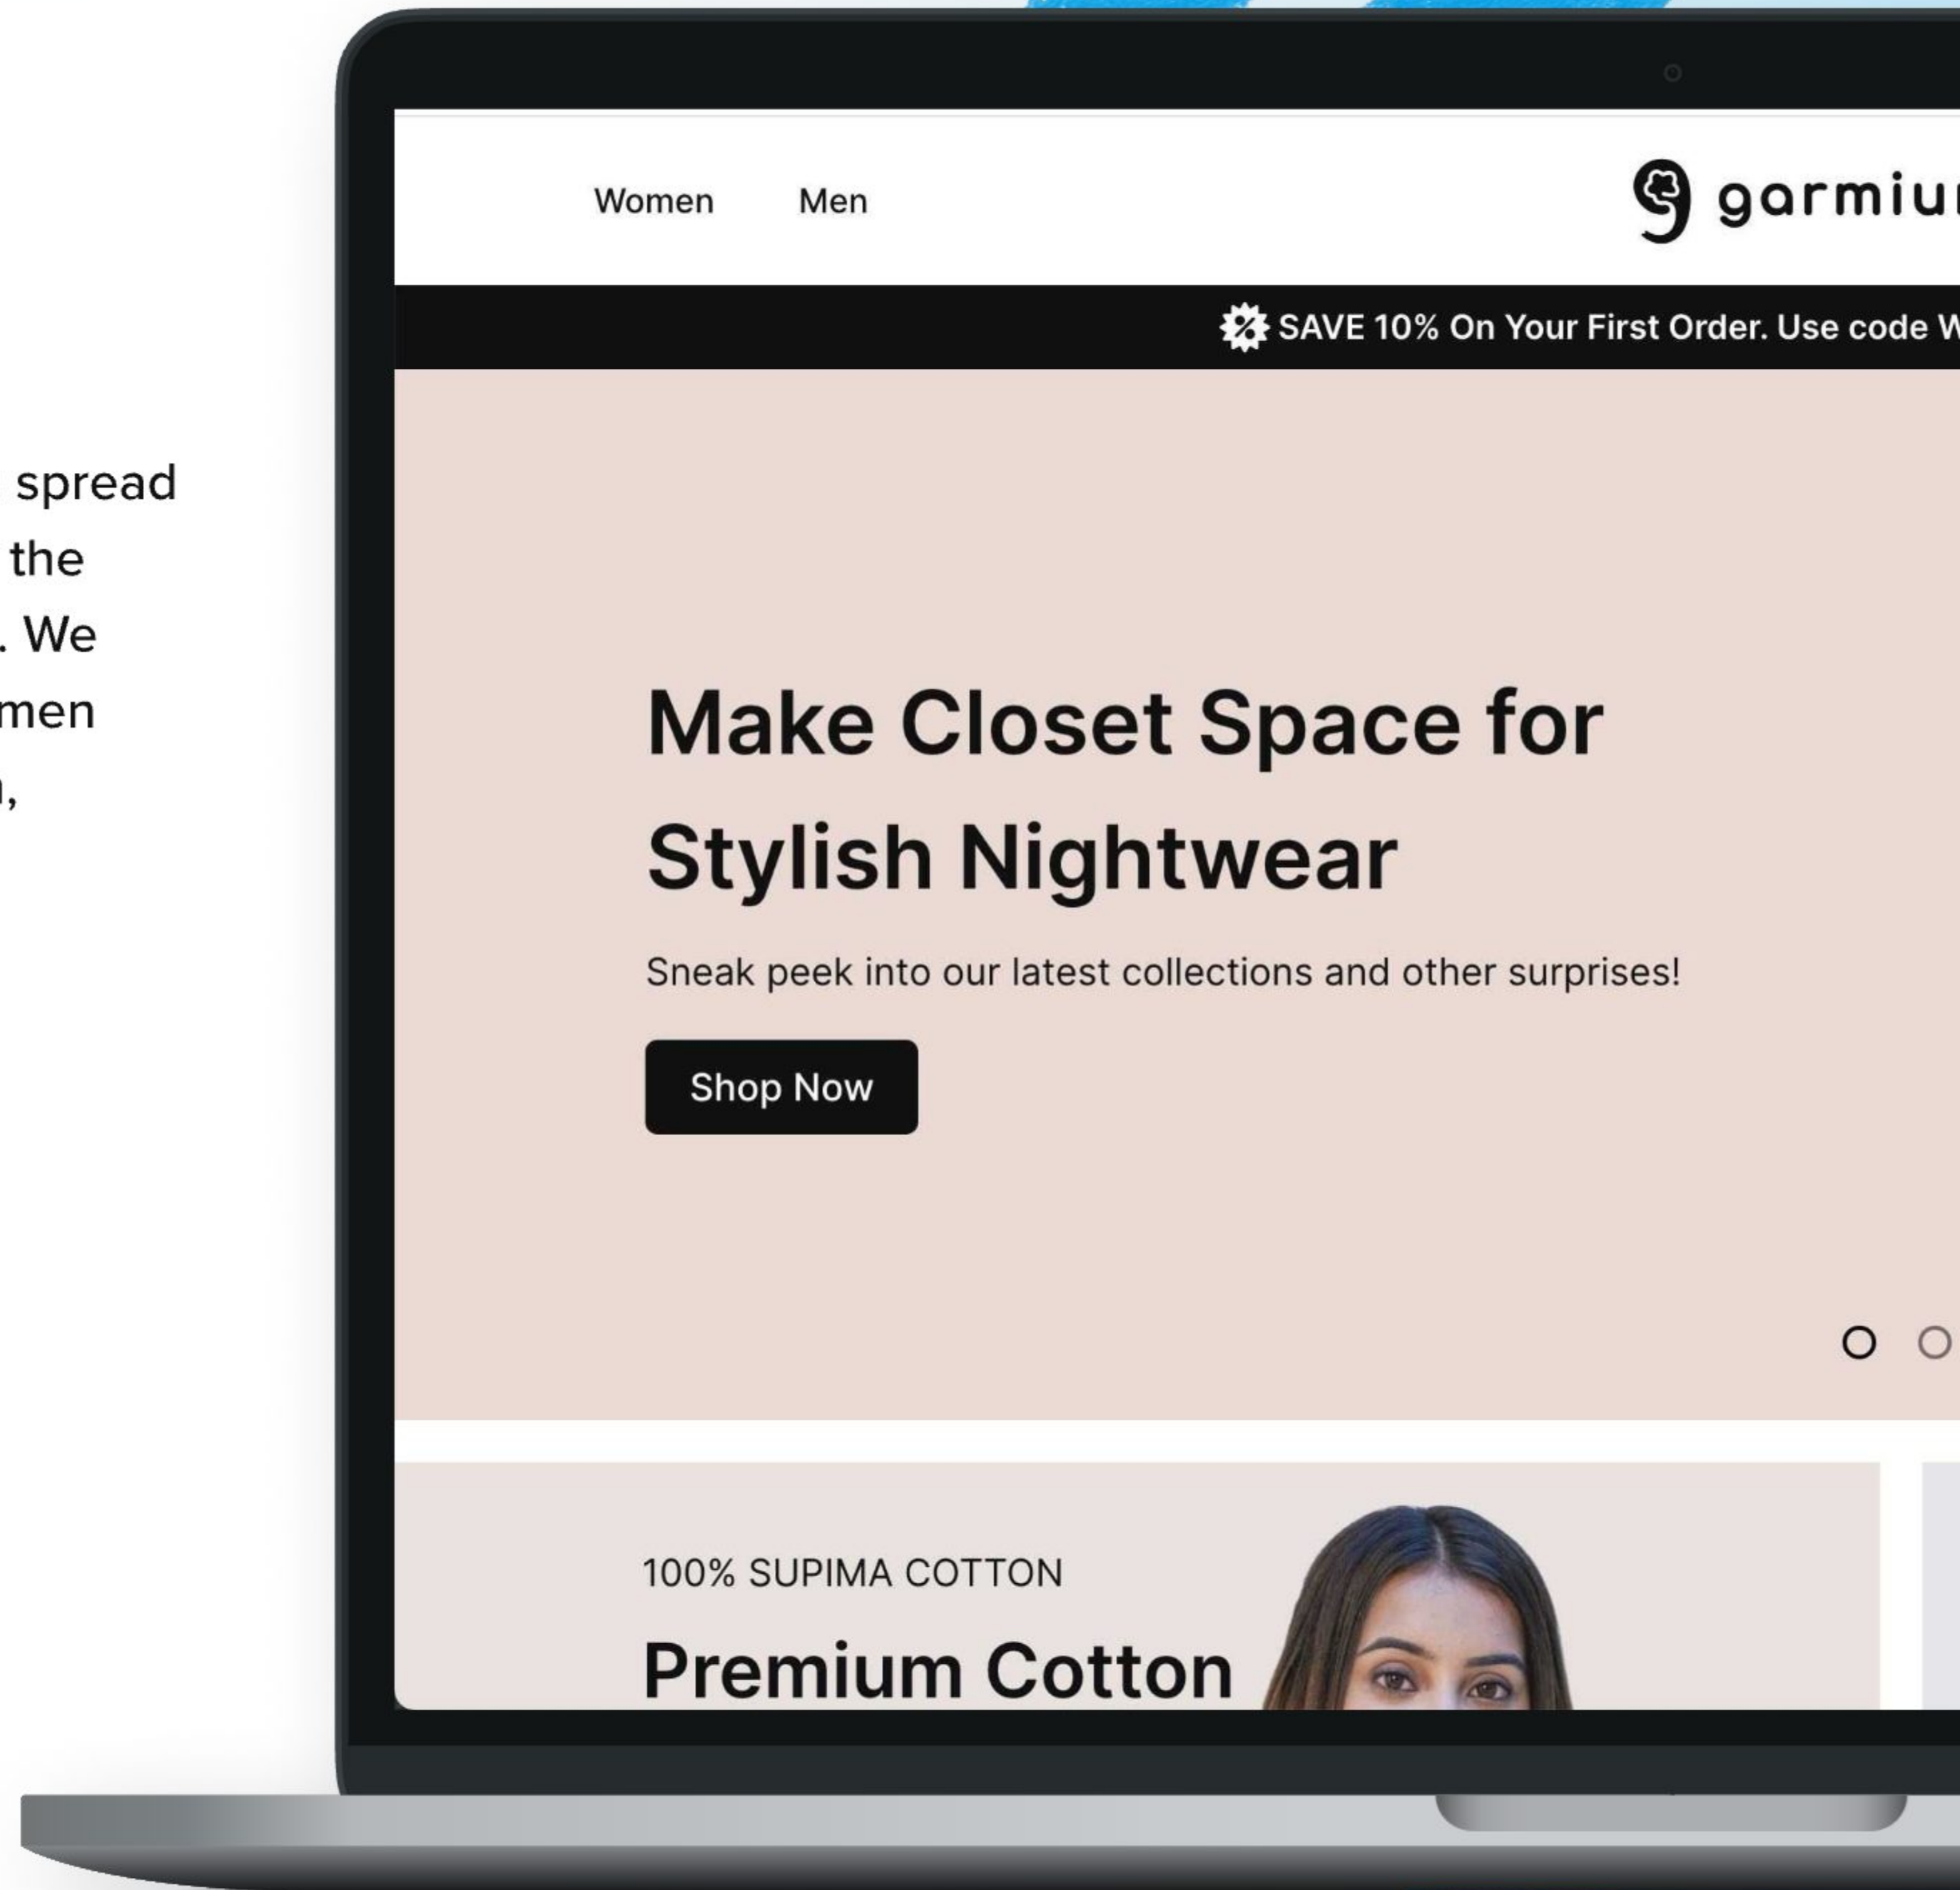 spread
the
. We
men
,
Women Men
SAVE 10% On Your First Order. Use code
Make Closet Space for
Stylish Nightwear
Sneak peek into our latest collections and other surprises!
Shop Now
100% SUPIMA COTTON
Premium Cotton